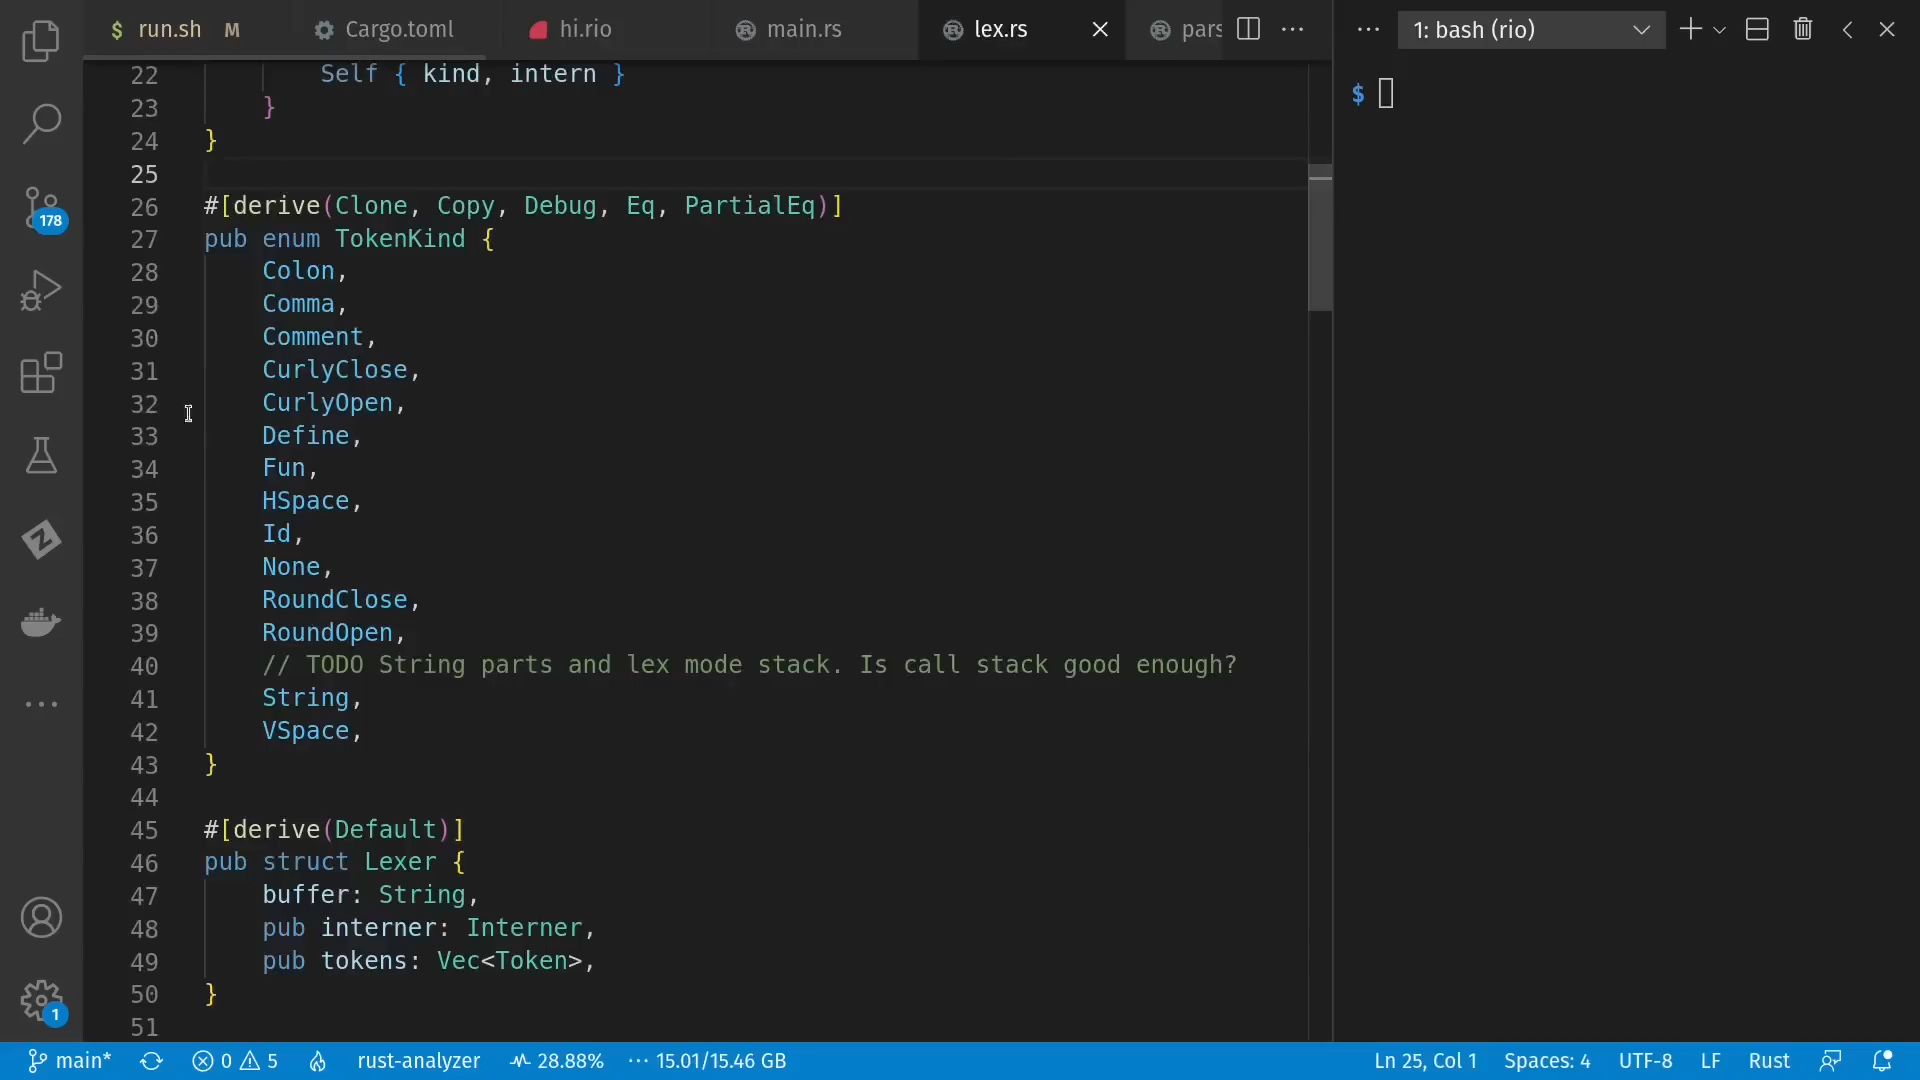 $ run.sh M Cargo.toml hi.rio main.rs lex.rs pars
1: bash (rio)
$
22 Self { kind, intern }
23 }
24 }
25
26 #[derive(Clone, Copy, Debug, Eq, PartialEq)]
27 pub enum TokenKind {
28 Colon,
29 Comma,
30 Comment,
31 CurlyClose,
32 CurlyOpen,
33 Define,
34 Fun,
35 HSpace,
36 Id,
37 None,
38 RoundClose,
39 RoundOpen,
40 // TODO String parts and lex mode stack. Is call stack good enough?
41 String,
42 VSpace,
43 }
44
45 #[derive(Default)]
46 pub struct Lexer {
47 buffer: String,
48 pub interner: Interner,
49 pub tokens: Vec<Token>,
50 }
51
178
1
main* 0 5 rust-analyzer 28.88% 15.01/15.46 GB Ln 25, Col 1 Spaces: 4 UTF-8 LF Rust